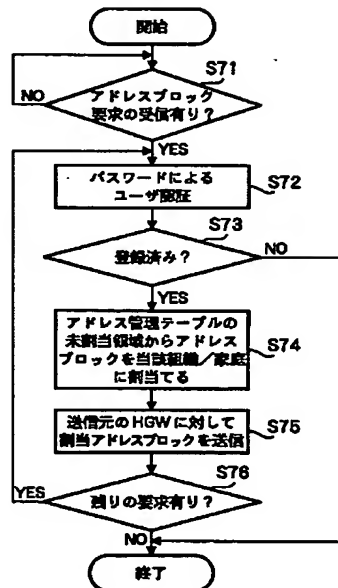 開始
S71
アドレスブロック
要求の受信有り？
NO
YES
パスワードによる
ユーザ認証
S72
S73
登録済み？
NO
YES
アドレス管理テーブルの
未割当領域からアドレス
ブロックを当該組織／家庭
に割当てる
S74
送信元のHGWに対して
割当アドレスブロックを送信
S75
S76
YES
残りの要求有り？
NO
終了